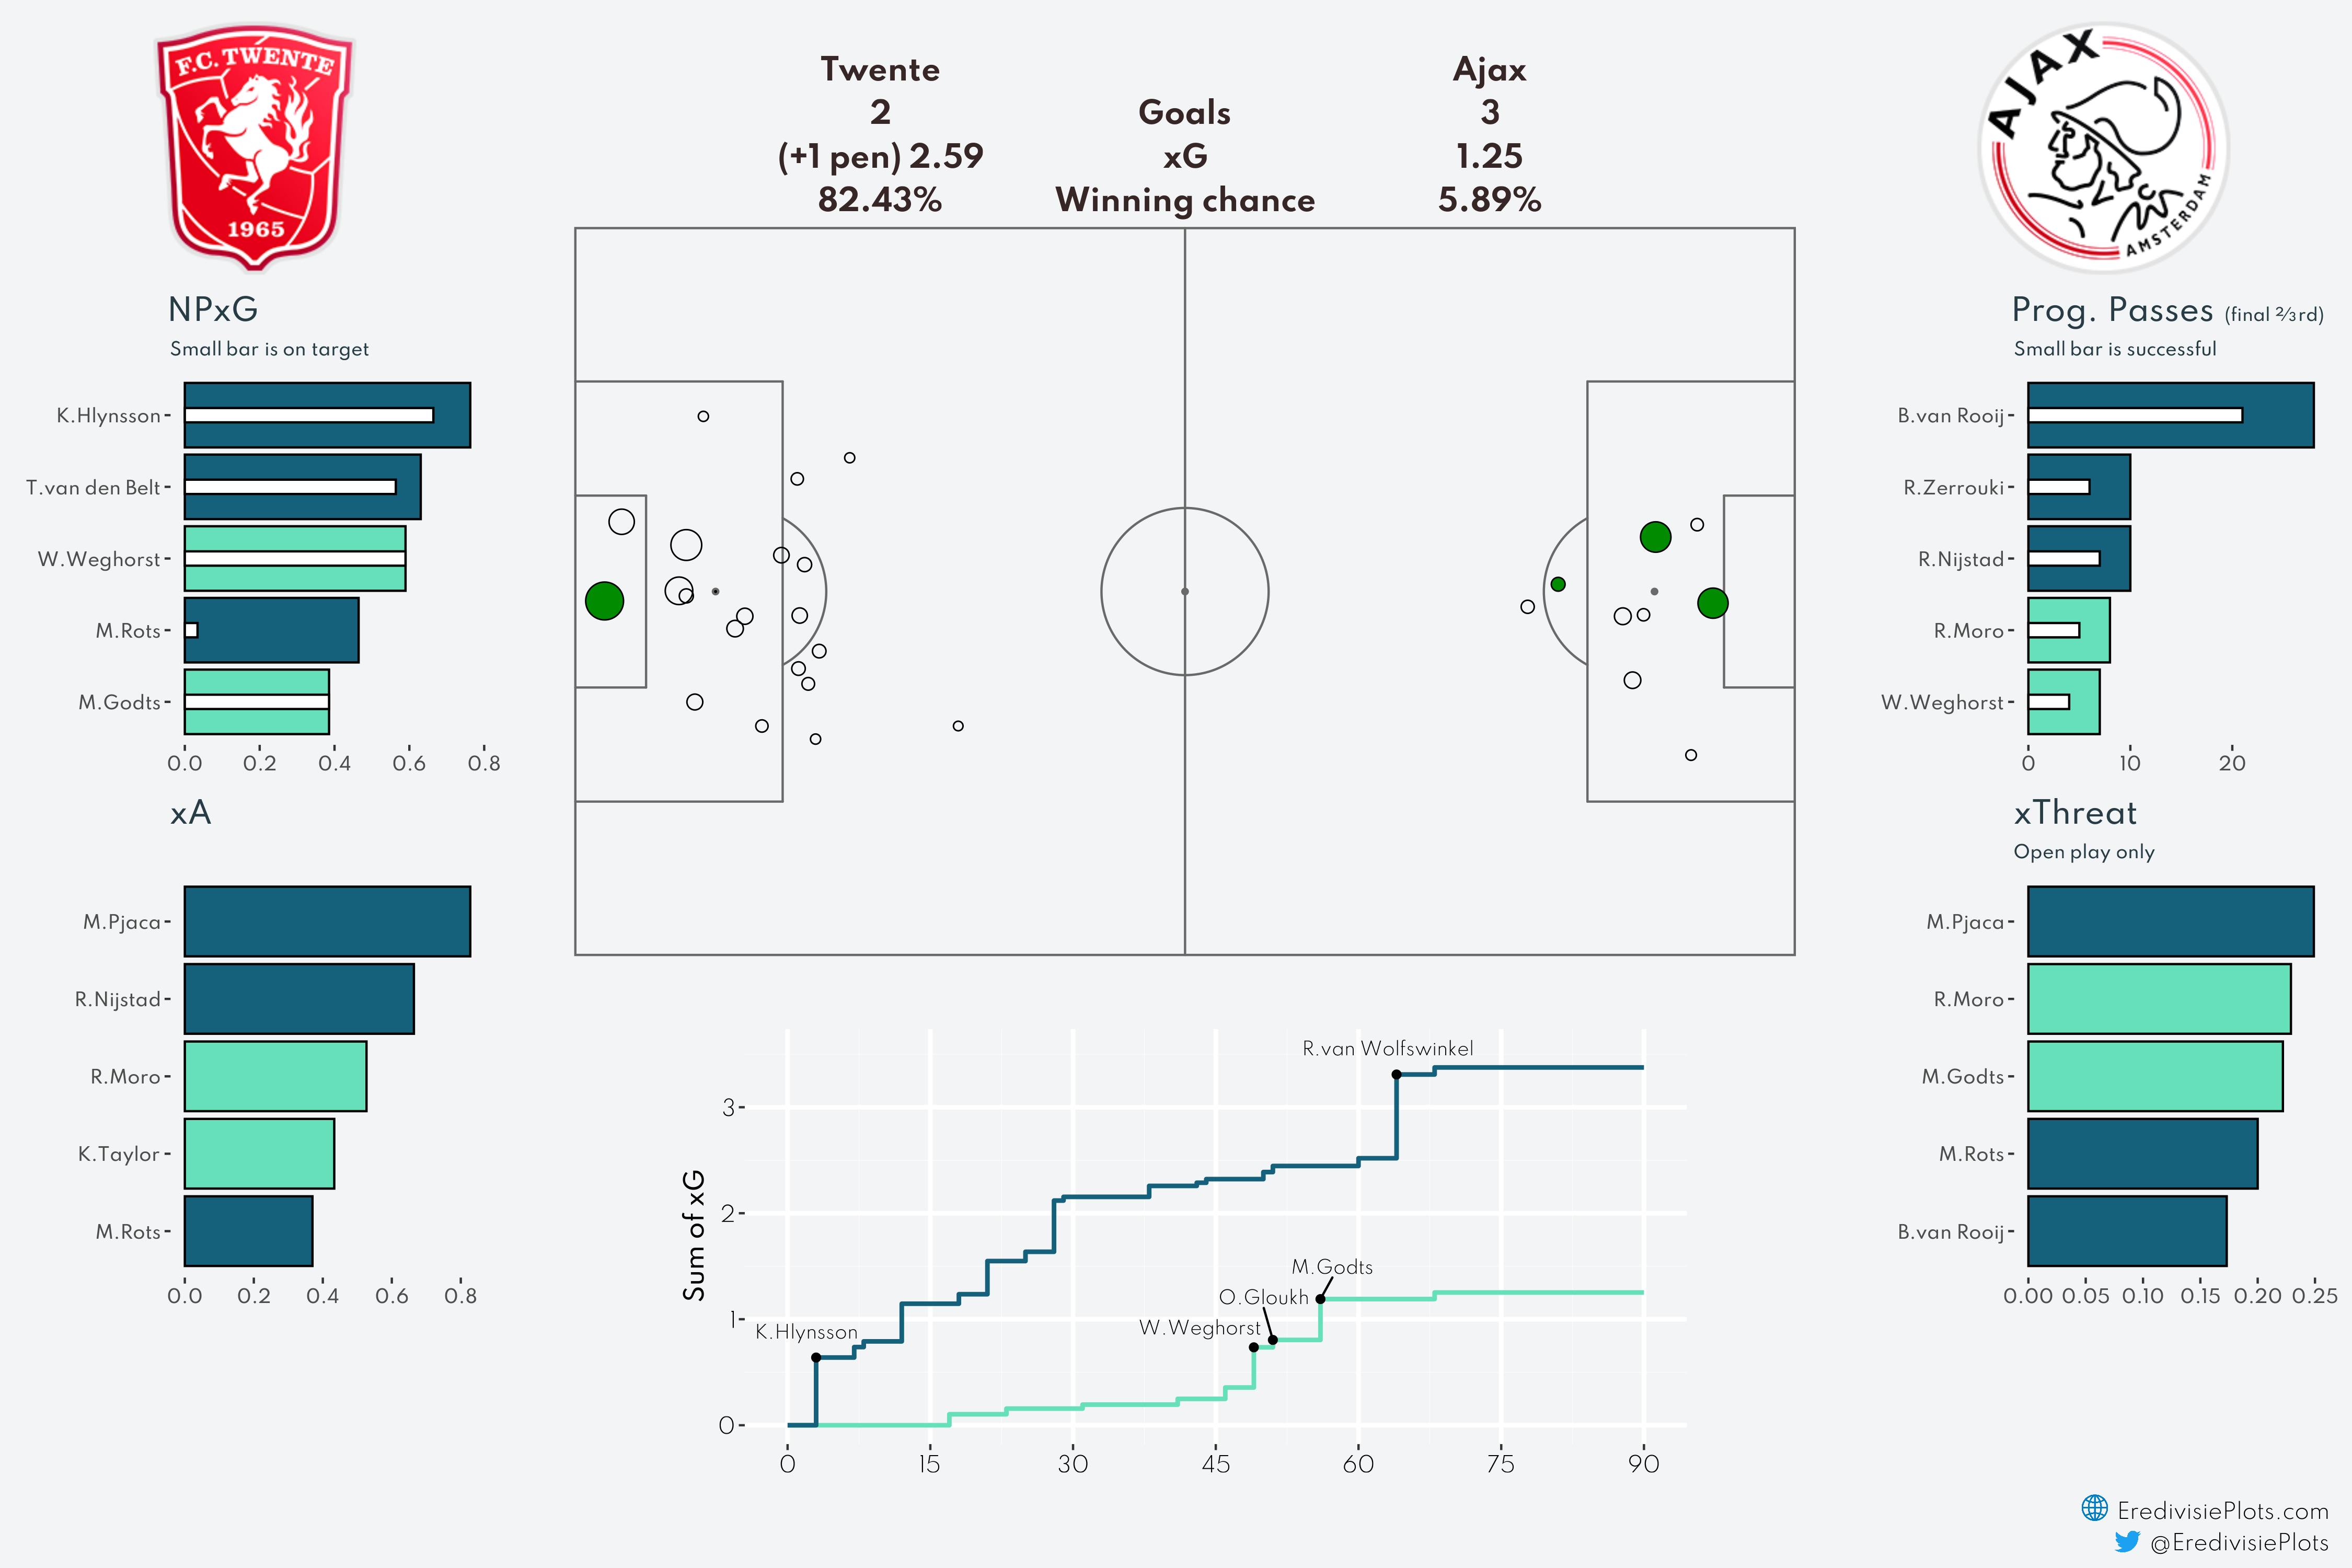 F.C. TWENTE
1965
Twente Ajax
2 Goals 3
(+1 pen) 2.59 xG 1.25
82.43% Winning chance 5.89%
AJAX
AMSTERDAM
NPxG
Small bar is on target
K.Hlynsson
T.van den Belt
W.Weghorst
M.Rots
M.Godts
0.0 0.2 0.4 0.6 0.8
xA
M.Pjaca
R.Nijstad
R.Moro
K.Taylor
M.Rots
0.0 0.2 0.4 0.6 0.8
R.van Wolfswinkel
M.Godts
O.Gloukh
W.Weghorst
K.Hlynsson
Sum of xG
3
2
1
0
0 15 30 45 60 75 90
Prog. Passes (final ⅔rd)
Small bar is successful
B.van Rooij
R.Zerrouki
R.Nijstad
R.Moro
W.Weghorst
0 10 20
xThreat
Open play only
M.Pjaca
R.Moro
M.Godts
M.Rots
B.van Rooij
0.00 0.05 0.10 0.15 0.20 0.25
EredivisiePlots.com
@EredivisiePlots